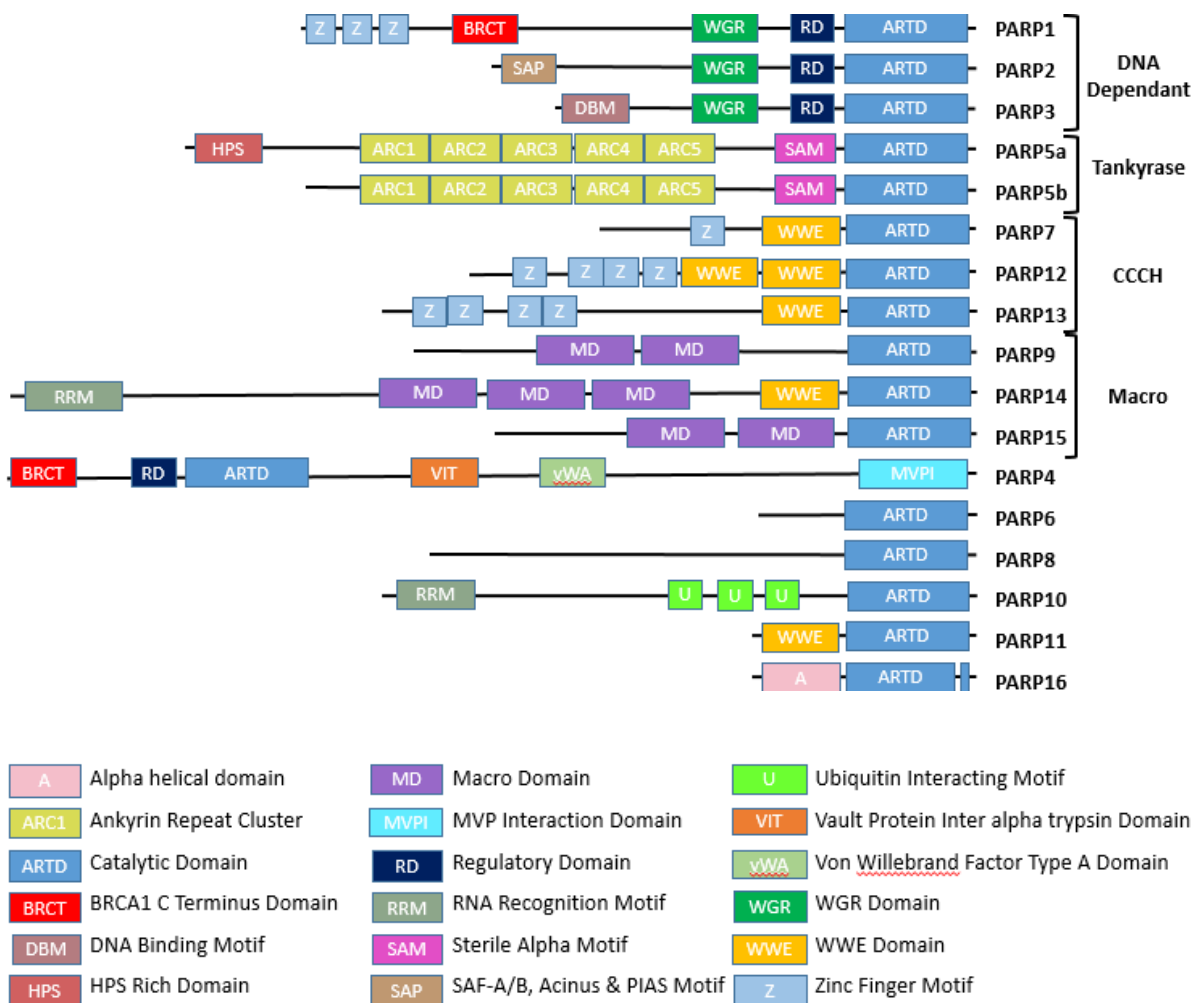 Z Z Z BRCT WGR RD ARTD PARP1
SAP WGR RD ARTD PARP2
DBM WGR RD ARTD PARP3
DNA
Dependant
HPS ARC1 ARC2 ARC3 ARC4 ARC5 SAM ARTD PARP5a
ARC1 ARC2 ARC3 ARC4 ARC5 SAM ARTD PARP5b
Tankyrase
Z WWE ARTD PARP7
Z Z Z Z WWE WWE ARTD PARP12
Z Z Z Z WWE ARTD PARP13
CCCH
MD MD ARTD PARP9
RRM MD MD MD WWE ARTD PARP14
MD MD ARTD PARP15
Macro
BRCT RD ARTD VIT vWA MVPI PARP4
ARTD PARP6
ARTD PARP8
RRM U U U ARTD PARP10
WWE ARTD PARP11
A ARTD PARP16
A Alpha helical domain
ARC1 Ankyrin Repeat Cluster
ARTD Catalytic Domain
BRCT BRCA1 C Terminus Domain
DBM DNA Binding Motif
HPS HPS Rich Domain
MD Macro Domain
MVPI MVP Interaction Domain
RD Regulatory Domain
RRM RNA Recognition Motif
SAM Sterile Alpha Motif
SAP SAF-A/B, Acinus & PIAS Motif
U Ubiquitin Interacting Motif
VIT Vault Protein Inter alpha trypsin Domain
vWA Von Willebrand Factor Type A Domain
WGR WGR Domain
WWE WWE Domain
Z Zinc Finger Motif